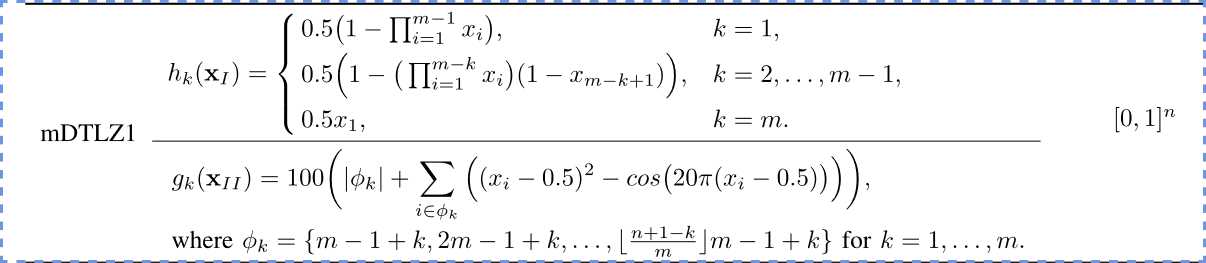 h_k(x_I) = { 0.5(1 − ∏_{i=1}^{m−1} x_i), k = 1,
0.5(1 − (∏_{i=1}^{m−k} x_i)(1 − x_{m−k+1})), k = 2, . . . , m − 1,
0.5x_1, k = m.
mDTLZ1 [0, 1]^n
g_k(x_{II}) = 100(|ϕ_k| + ∑_{i∈ϕ_k} ((x_i − 0.5)^2 − cos(20π(x_i − 0.5)))),
where ϕ_k = {m − 1 + k, 2m − 1 + k, . . . , ⌊\frac{n+1−k}{m}⌋m − 1 + k} for k = 1, . . . , m.